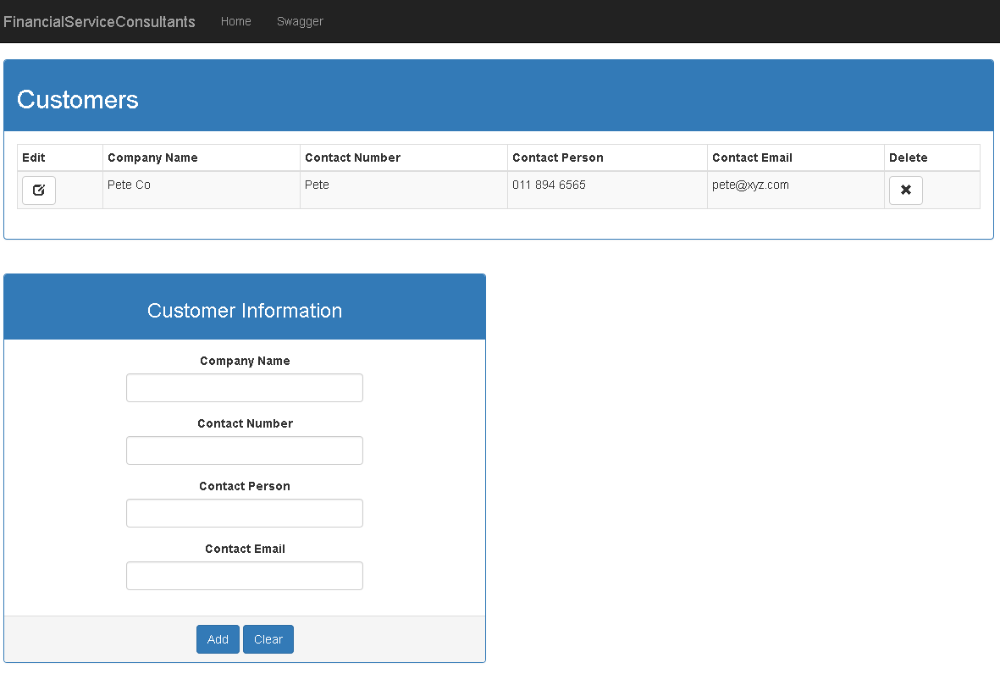 FinancialServiceConsultants Home Swagger
Customers
Edit Company Name Contact Number Contact Person Contact Email Delete
Pete Co Pete 011 894 6565 pete@xyz.com
Customer Information
Company Name
Contact Number
Contact Person
Contact Email
Add Clear